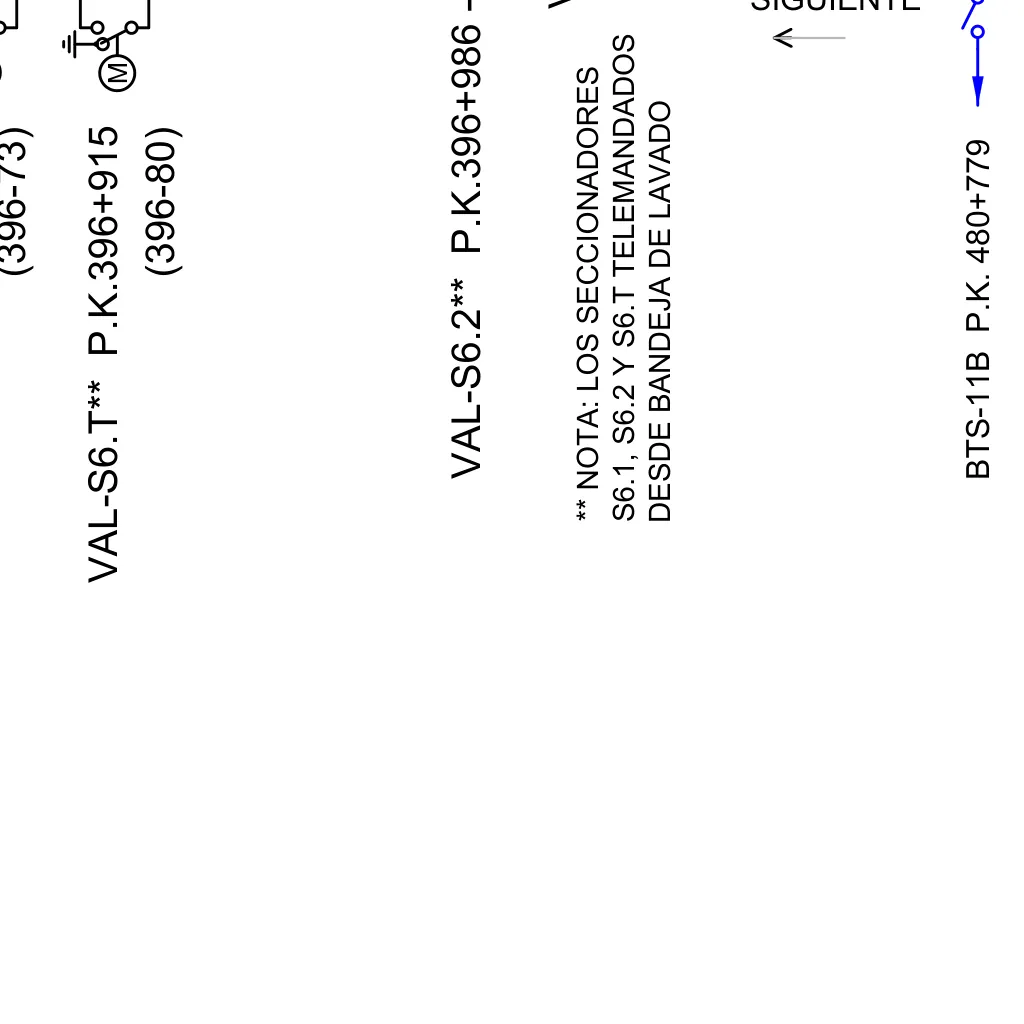 SIGUIENTE
M
(396-73)
VAL-S6.T** P.K.396+915
(396-80)
VAL-S6.2** P.K.396+986
** NOTA: LOS SECCIONADORES
S6.1, S6.2 Y S6.T TELEMANDADOS
DESDE BANDEJA DE LAVADO
BTS-11B P.K. 480+779